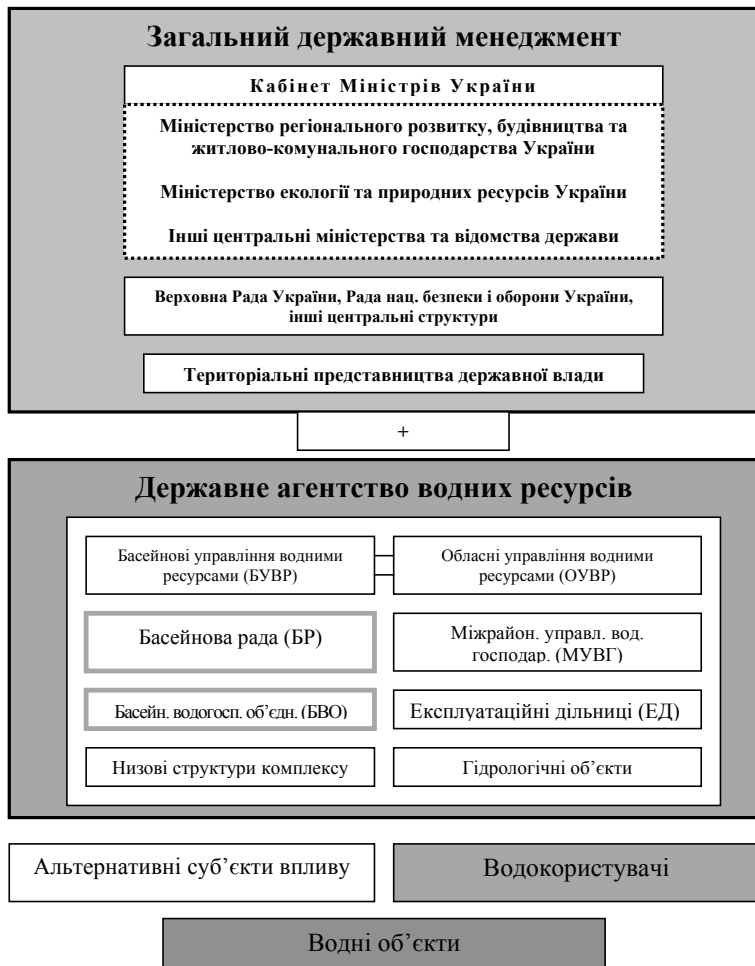 Загальний державний менеджмент
Кабінет Міністрів України
Міністерство регіонального розвитку, будівництва та
житлово-комунального господарства України
Міністерство екології та природних ресурсів України
Інші центральні міністерства та відомства держави
Верховна Рада України, Рада нац. безпеки і оборони України,
інші центральні структури
Територіальні представництва державної влади
+
Державне агентство водних ресурсів
Басейнові управління водними
ресурсами (БУВР)
Обласні управління водними
ресурсами (ОУВР)
Басейнова рада (БР)
Міжрайон. управл. вод.
господар. (МУВГ)
Басейн. водогосп. об’єдн. (БВО)
Експлуатаційні дільниці (ЕД)
Низові структури комплексу
Гідрологічні об’єкти
Альтернативні суб’єкти впливу
Водокористувачі
Водні об’єкти